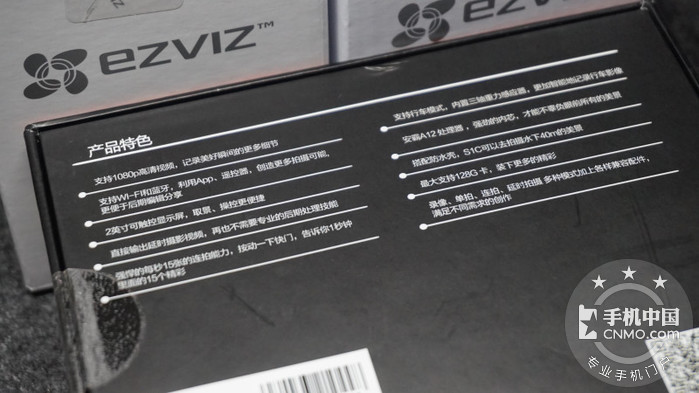 ezviz™
ezviz™
产品特色
支持1080p高清视频，记录美好瞬间的更多细节
支持Wi-Fi和蓝牙，利用App、遥控器，创造更多拍摄可能，
更便于后期编辑分享
2英寸可触控显示屏，取景、操控更便捷
直接输出延时摄影视频，再也不需要专业的后期处理技能
强悍的每秒15张的连拍能力，按动一下快门，告诉你1秒钟
里面的15个精彩
支持行车模式，内置三轴重力感应器，更加智能地记录行车影像
安霸A12 处理器，强劲的内芯，才能不辜负眼前所有的美景
搭配防水壳，S1C可以去拍摄水下40m的美景
最大支持128G 卡，装下更多的精彩
录像、单拍、连拍、延时拍摄 多种模式加上各样兼容配件，
满足不同需求的创作
手机中国
CNMO.com
专业手机门户